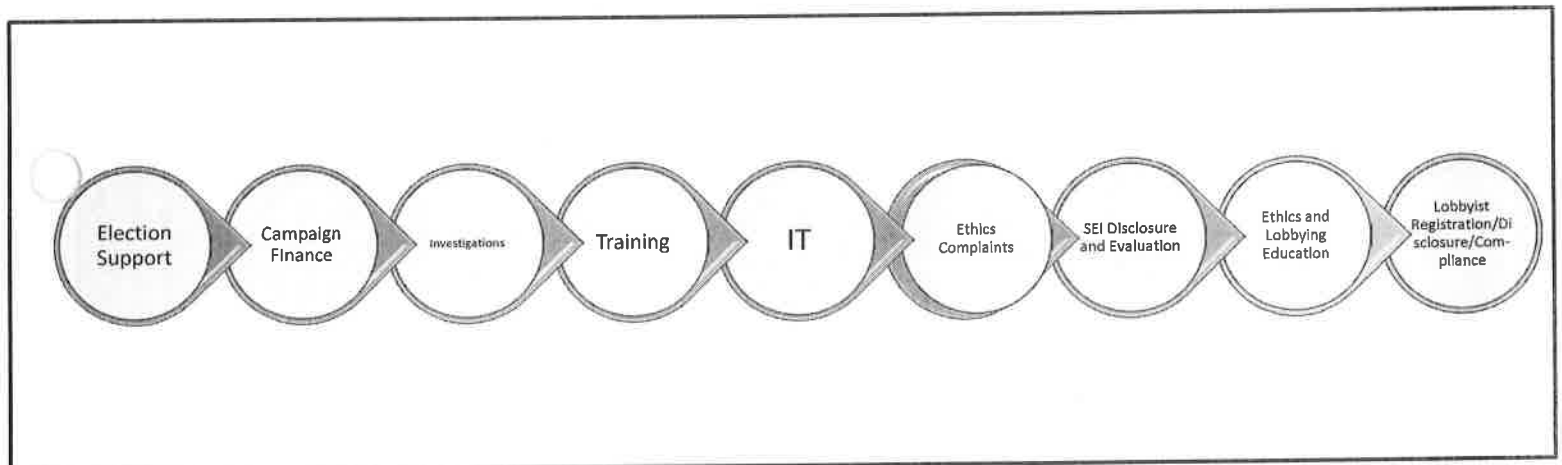 Election
Support
Campaign
Finance
Investigations
Training
IT
Ethics
Complaints
SEI Disclosure
and Evaluation
Ethics and
Lobbying
Education
Lobbyist
Registration/Di
sclosure/Com-
pliance